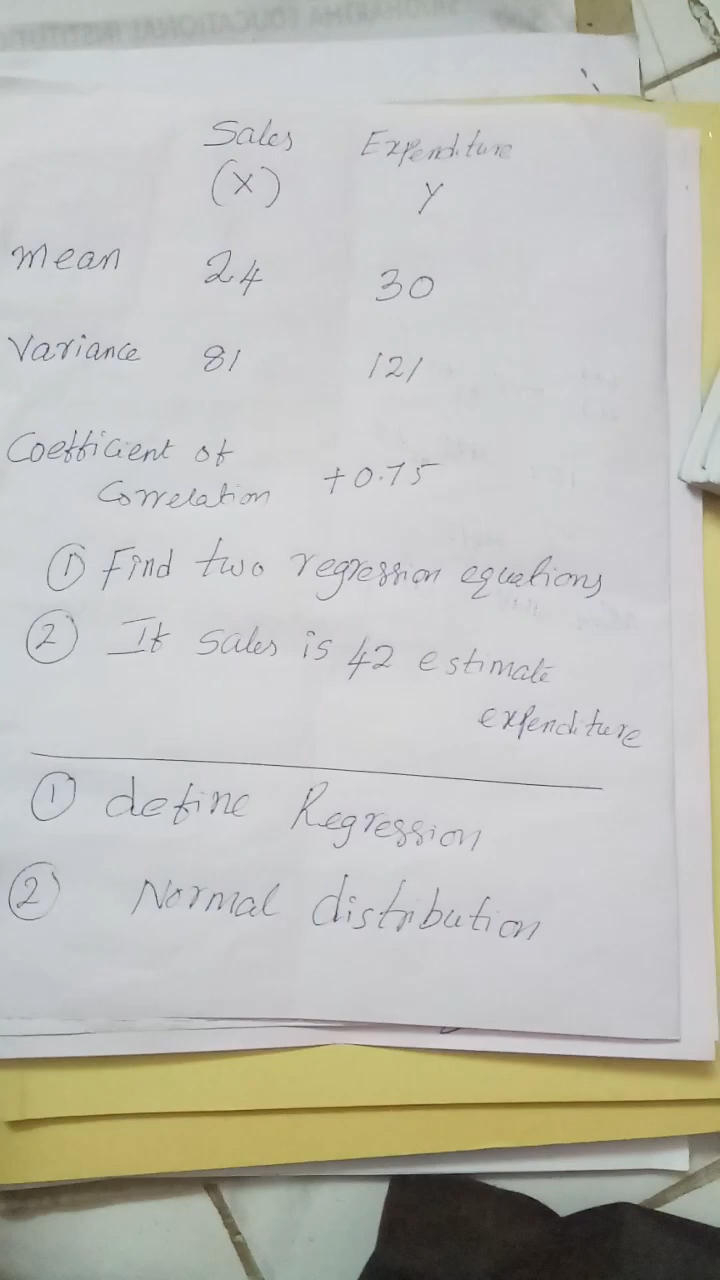 Sales Expenditure
(X) Y
mean 24 30
Variance 81 121
Coefficient of
Correlation +0.75
① Find two regression equations
② If Sales is 42 estimate
expenditure
① define Regression
② Normal distribution